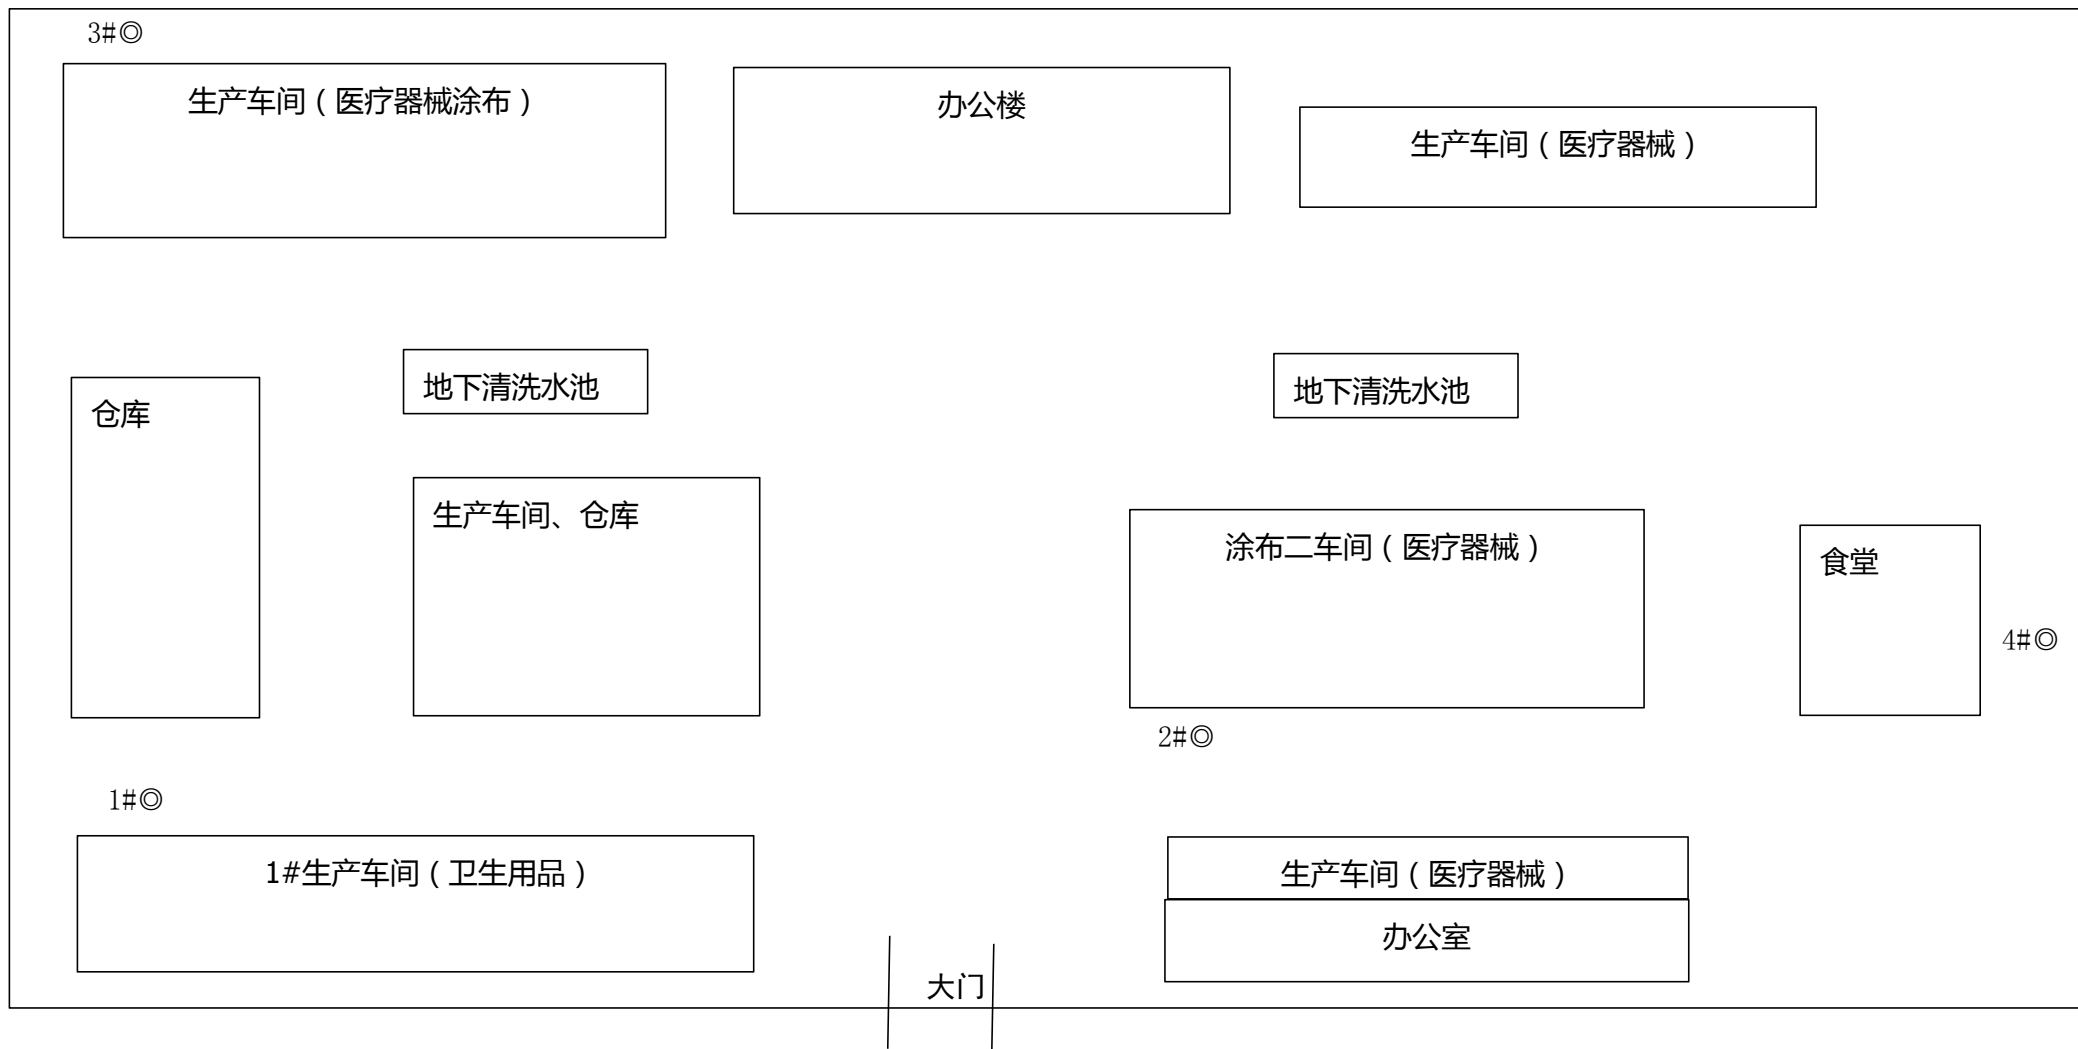 3#◎
生产车间（医疗器械涂布）
办公楼
生产车间（医疗器械）
地下清洗水池
地下清洗水池
仓库
生产车间、仓库
涂布二车间（医疗器械）
食堂
4#◎
2#◎
1#◎
1#生产车间（卫生用品）
生产车间（医疗器械）
办公室
大门